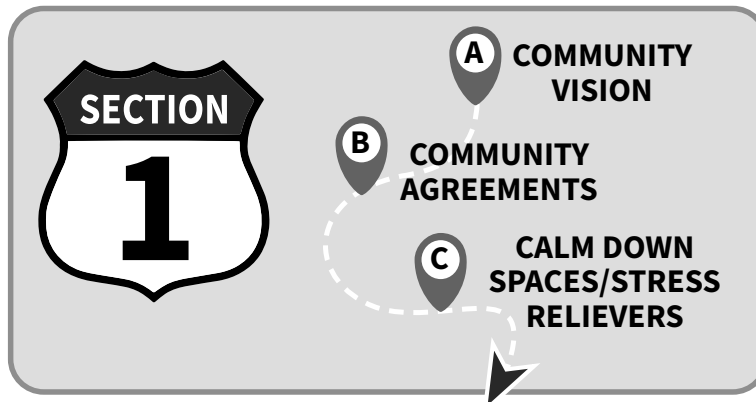 SECTION
1
A
COMMUNITY
VISION
B
COMMUNITY
AGREEMENTS
C
CALM DOWN
SPACES/STRESS
RELIEVERS